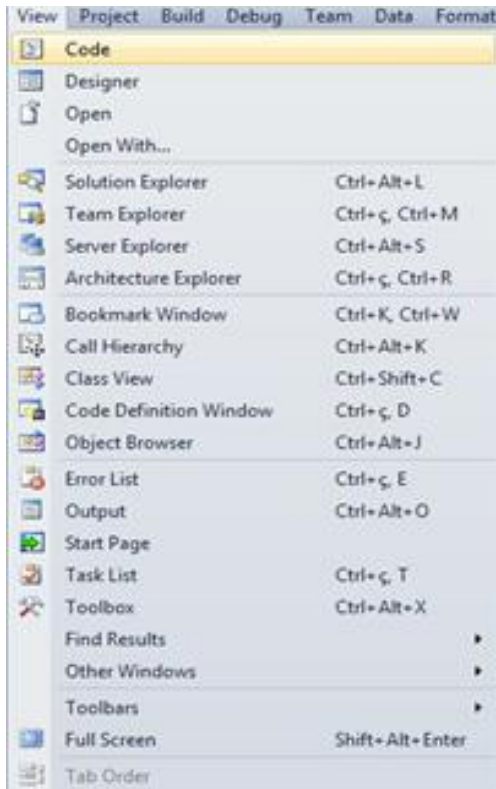 View Project Build Debug Team Data Format
Code
Designer
Open
Open With...
Solution Explorer Ctrl+Alt+L
Team Explorer Ctrl+ç, Ctrl+M
Server Explorer Ctrl+Alt+S
Architecture Explorer Ctrl+ç, Ctrl+R
Bookmark Window Ctrl+K, Ctrl+W
Call Hierarchy Ctrl+Alt+K
Class View Ctrl+Shift+C
Code Definition Window Ctrl+ç, D
Object Browser Ctrl+Alt+J
Error List Ctrl+ç, E
Output Ctrl+Alt+O
Start Page
Task List Ctrl+ç, T
Toolbox Ctrl+Alt+X
Find Results
Other Windows
Toolbars
Full Screen Shift+Alt+Enter
Tab Order